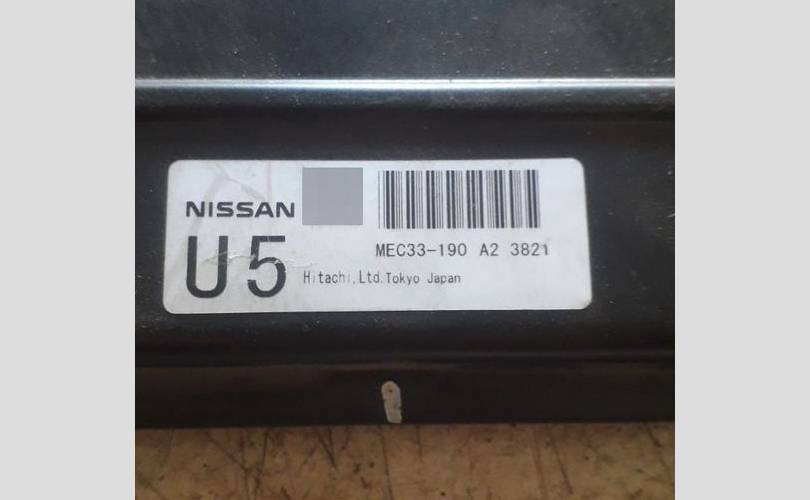 NISSAN
U5
MEC33-190 A2 3821
Hitachi,Ltd.Tokyo Japan